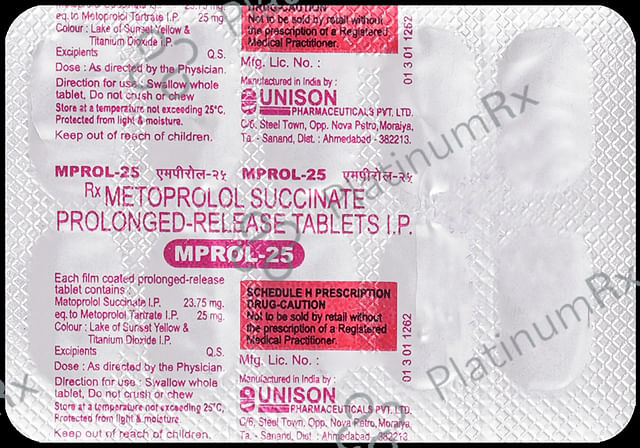 eq. to Metoprolol Tartrate I.P. 25 mg.
Colour : Lake of Sunset Yellow &
Titanium Dioxide I.P.
Excipients Q.S.
Dose : As directed by the Physician.
Direction for use : Swallow whole
tablet, Do not crush or chew
Store at a temperature not exceeding 25°C,
Protected from light & moisture.
Keep out of reach of children.
DRUG-CAUTION
Not to be sold by retail without
the prescription of a Registered
Medical Practitioner.
Mfg. Lic. No. :
Manufactured in India by :
UNISON
PHARMACEUTICALS PVT. LTD.
C/6, Steel Town, Opp. Nova Petro, Moraiya,
Ta. - Sanand, Dist. : Ahmedabad - 382213.
01 3 01 1262
MPROL-25 एमपीरोल-२५ MPROL-25 एमपीरोल-२५
Rx METOPROLOL SUCCINATE
PROLONGED-RELEASE TABLETS I.P.
MPROL-25
Each film coated prolonged-release
tablet contains :
Metoprolol Succinate I.P. 23.75 mg.
eq. to Metoprolol Tartrate I.P. 25 mg.
Colour : Lake of Sunset Yellow &
Titanium Dioxide I.P.
Excipients Q.S.
Dose : As directed by the Physician.
Direction for use : Swallow whole
tablet, Do not crush or chew
Store at a temperature not exceeding 25°C,
Protected from light & moisture.
Keep out of reach of children.
SCHEDULE H PRESCRIPTION
DRUG-CAUTION
Not to be sold by retail without
the prescription of a Registered
Medical Practitioner.
Mfg. Lic. No. :
Manufactured in India by :
UNISON
PHARMACEUTICALS PVT. LTD.
C/6, Steel Town, Opp. Nova Petro, Moraiya,
Ta. - Sanand, Dist. : Ahmedabad - 382213
01 3 01 1262
PlatinumRx
PlatinumRx
Rx